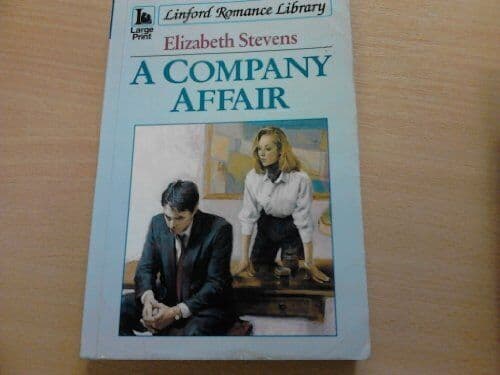 Linford Romance Library
Large
Print
Elizabeth Stevens
A COMPANY
AFFAIR